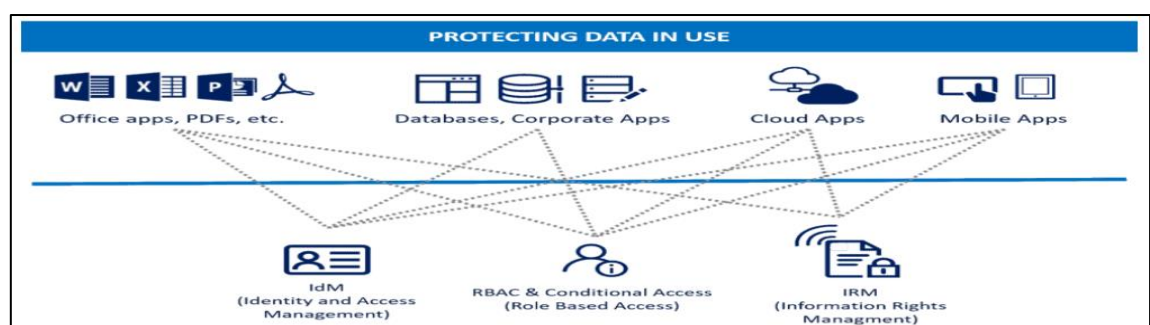 PROTECTING DATA IN USE
W X P
Office apps, PDFs, etc.
Databases, Corporate Apps
Cloud Apps
Mobile Apps
IdM
(Identity and Access
Management)
RBAC & Conditional Access
(Role Based Access)
IRM
(Information Rights
Managment)